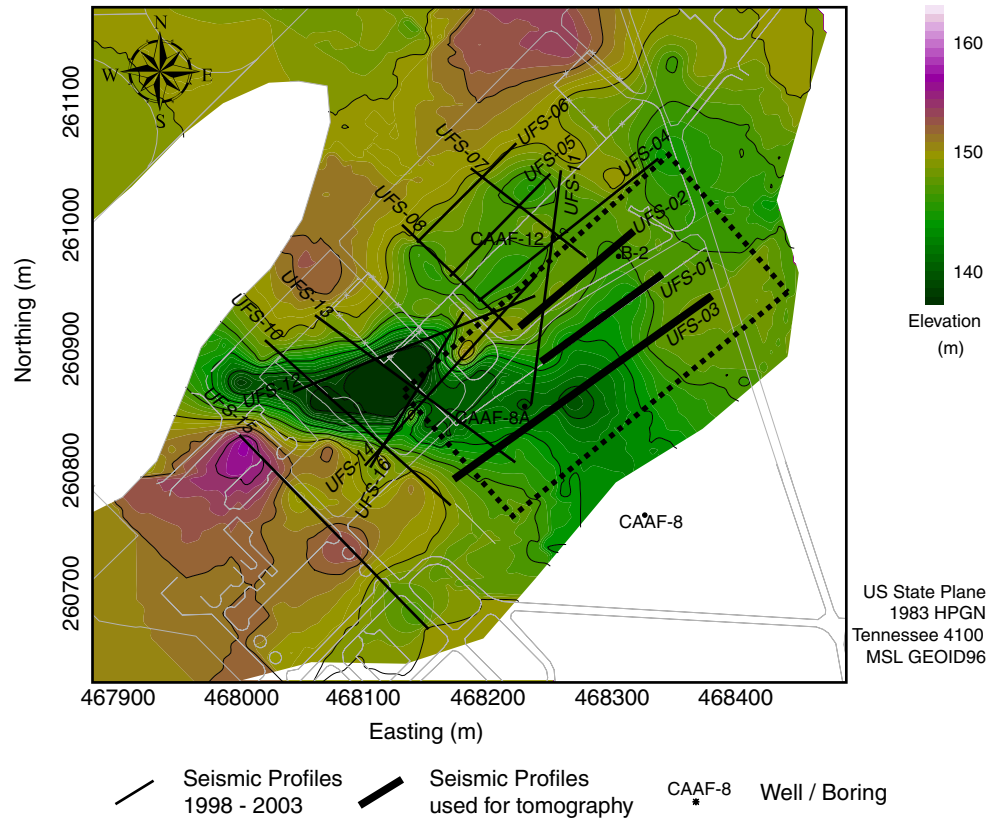 N
W
E
S
160
150
140
Elevation
(m)
261100
261000
260900
260800
260700
Northing (m)
UFS-06
UFS-07
UFS-05
UFS-11
UFS-04
UFS-08
UFS-02
CAAF-12
B-2
UFS-01
UFS-13
UFS-10
UFS-03
UFS-12
UFS-15
CAAF-8A
UFS-14
UFS-16
CAAF-8
US State Plane
1983 HPGN
Tennessee 4100
MSL GEOID96
467900
468000
468100
468200
468300
468400
Easting (m)
Seismic Profiles
1998 - 2003
Seismic Profiles
used for tomography
CAAF-8
Well / Boring